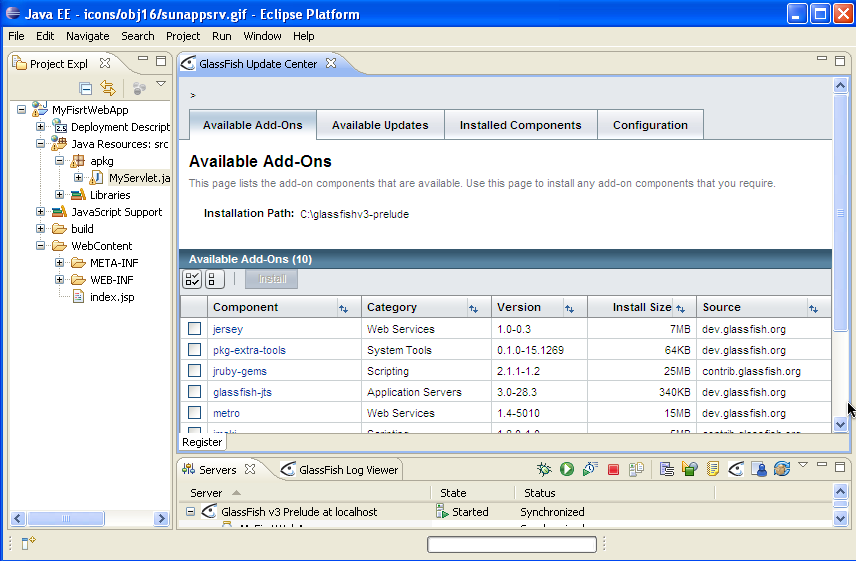 Java EE - icons/obj16/sunappsrv.gif - Eclipse Platform
File Edit Navigate Search Project Run Window Help
Project Expl
GlassFish Update Center
MyFisrtWebApp
Deployment Descript
Java Resources: src
apkg
MyServlet.ja
Libraries
JavaScript Support
build
WebContent
META-INF
WEB-INF
index.jsp
>
Available Add-Ons Available Updates Installed Components Configuration
Available Add-Ons
This page lists the add-on components that are available. Use this page to install any add-on components that you require.
Installation Path: C:\glassfishv3-prelude
Available Add-Ons (10)
Install
Component Category Version Install Size Source
jersey Web Services 1.0-0.3 7MB dev.glassfish.org
pkg-extra-tools System Tools 0.1.0-15.1269 64KB dev.glassfish.org
jruby-gems Scripting 2.1.1-1.2 25MB contrib.glassfish.org
glassfish-jts Application Servers 3.0-28.3 340KB dev.glassfish.org
metro Web Services 1.4-5010 15MB dev.glassfish.org
Register
Servers GlassFish Log Viewer
Server State Status
GlassFish v3 Prelude at localhost Started Synchronized